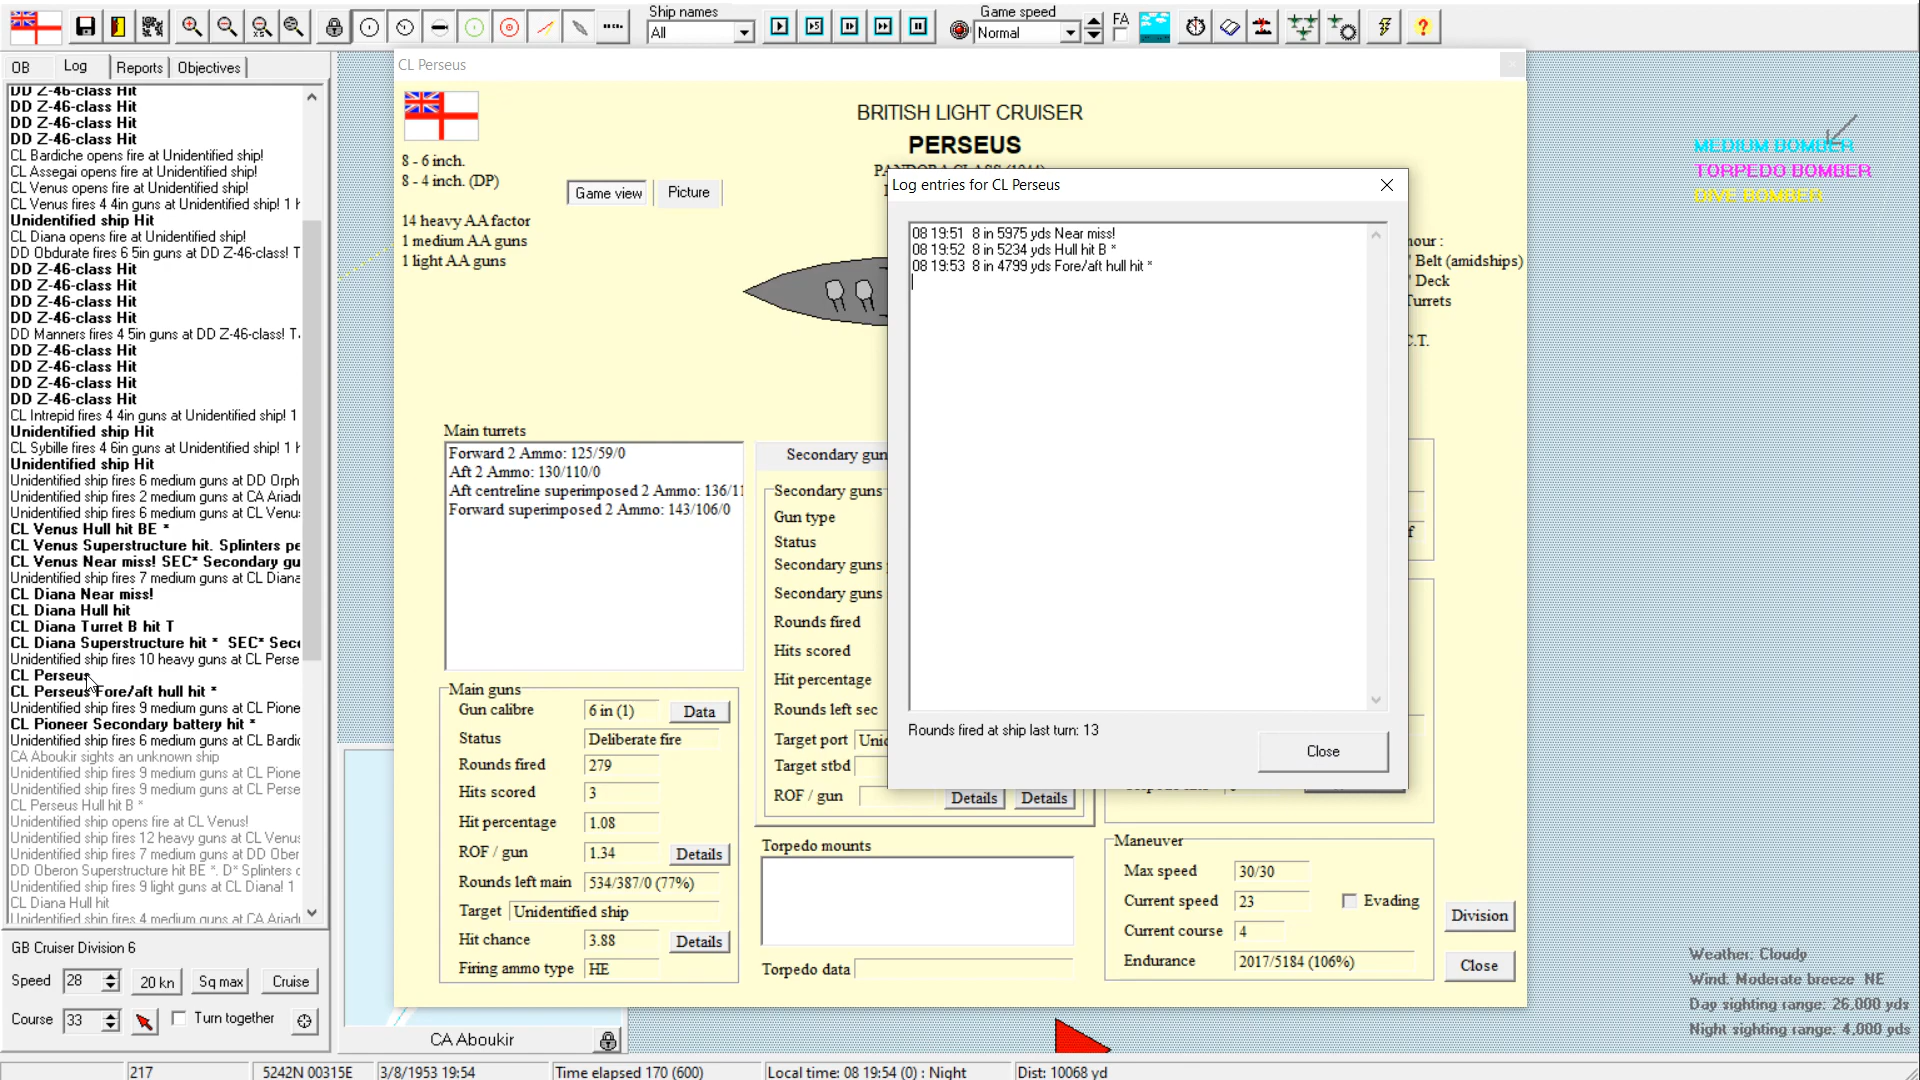 Ship names
All
Game speed
Normal
FA
OB
Log
Reports
Objectives
DD Z-46-class Hit
DD Z-46-class Hit
DD Z-46-class Hit
DD Z-46-class Hit
CL Bardiche opens fire at Unidentified ship!
CL Assegai opens fire at Unidentified ship!
CL Venus opens fire at Unidentified ship!
CL Venus fires 4 4in guns at Unidentified ship! 1 h
Unidentified ship Hit
CL Diana opens fire at Unidentified ship!
DD Obdurate fires 6 5in guns at DD Z-46-class! T
DD Z-46-class Hit
DD Z-46-class Hit
DD Z-46-class Hit
DD Z-46-class Hit
DD Manners fires 4 5in guns at DD Z-46-class! T
DD Z-46-class Hit
DD Z-46-class Hit
DD Z-46-class Hit
DD Z-46-class Hit
CL Intrepid fires 4 4in guns at Unidentified ship! 1
Unidentified ship Hit
CL Sybille fires 4 6in guns at Unidentified ship! 1 h
Unidentified ship Hit
Unidentified ship fires 6 medium guns at DD Orph
Unidentified ship fires 2 medium guns at CA Ariad
Unidentified ship fires 6 medium guns at CL Venu
CL Venus Hull hit BE *
CL Venus Superstructure hit. Splinters pe
CL Venus Near miss! SEC* Secondary gu
Unidentified ship fires 7 medium guns at CL Diana
CL Diana Near miss!
CL Diana Hull hit
CL Diana Turret B hit T
CL Diana Superstructure hit *  SEC* Sec
Unidentified ship fires 10 heavy guns at CL Perse
CL Perseus
CL Perseus Fore/aft hull hit *
Unidentified ship fires 9 medium guns at CL Pione
CL Pioneer Secondary battery hit *
Unidentified ship fires 6 medium guns at CL Bardic
CA Aboukir sights an unknown ship
Unidentified ship fires 9 medium guns at CL Pione
Unidentified ship fires 9 medium guns at CL Perse
CL Perseus Hull hit B *
Unidentified ship opens fire at CL Venus!
Unidentified ship fires 12 heavy guns at CL Venus
Unidentified ship fires 7 medium guns at DD Ober
DD Oberon Superstructure hit BE *. D* Splinters c
Unidentified ship fires 9 light guns at CL Diana! 1
CL Diana Hull hit
Unidentified ship fires 4 medium guns at CA Ariad
GB Cruiser Division 6
Speed 28 20 kn Sq max Cruise
Course 33 Turn together
CL Perseus
BRITISH LIGHT CRUISER
PERSEUS
8 - 6 inch.
8 - 4 inch. (DP)
14 heavy AA factor
1 medium AA guns
1 light AA guns
Game view
Picture
Belt (amidships)
Deck
Turrets
C.T.
Log entries for CL Perseus
08 19:51  8 in 5975 yds Near miss!
08 19:52  8 in 5234 yds Hull hit B *
08 19:53  8 in 4799 yds Fore/aft hull hit *
Rounds fired at ship last turn: 13
Close
Main turrets
Forward 2 Ammo: 125/59/0
Aft 2 Ammo: 130/110/0
Aft centreline superimposed 2 Ammo: 136/11
Forward superimposed 2 Ammo: 143/106/0
Main guns
Gun calibre 6 in (1) Data
Status Deliberate fire
Rounds fired 279
Hits scored 3
Hit percentage 1.08
ROF / gun 1.34 Details
Rounds left main 534/387/0 (77%)
Target Unidentified ship
Hit chance 3.88 Details
Firing ammo type HE
Secondary gun
Secondary guns
Gun type
Status
Secondary guns
Secondary guns
Rounds fired
Hits scored
Hit percentage
Rounds left sec
Target port Unid
Target stbd
ROF / gun Details Details
Torpedo mounts
Torpedo data
Maneuver
Max speed 30/30
Current speed 23 Evading
Current course 4
Endurance 2017/5184 (106%)
Division
Close
MEDIUM BOMBER
TORPEDO BOMBER
DIVE BOMBER
Weather: Cloudy
Wind: Moderate breeze  NE
Day sighting range: 26,000 yds
Night sighting range: 4,000 yds
CA Aboukir
217
5242N 00315E
3/8/1953 19:54
Time elapsed 170 (600)
Local time: 08 19:54 (0) : Night
Dist: 10068 yd